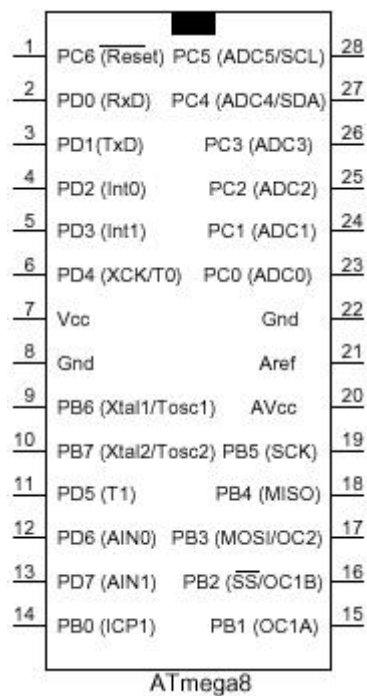 1 PC6 (Reset) PC5 (ADC5/SCL) 28
2 PD0 (RxD) PC4 (ADC4/SDA) 27
3 PD1(TxD) PC3 (ADC3) 26
4 PD2 (Int0) PC2 (ADC2) 25
5 PD3 (Int1) PC1 (ADC1) 24
6 PD4 (XCK/T0) PC0 (ADC0) 23
7 Vcc Gnd 22
8 Gnd Aref 21
9 PB6 (Xtal1/Tosc1) AVcc 20
10 PB7 (Xtal2/Tosc2) PB5 (SCK) 19
11 PD5 (T1) PB4 (MISO) 18
12 PD6 (AIN0) PB3 (MOSI/OC2) 17
13 PD7 (AIN1) PB2 (SS/OC1B) 16
14 PB0 (ICP1) PB1 (OC1A) 15
ATmega8